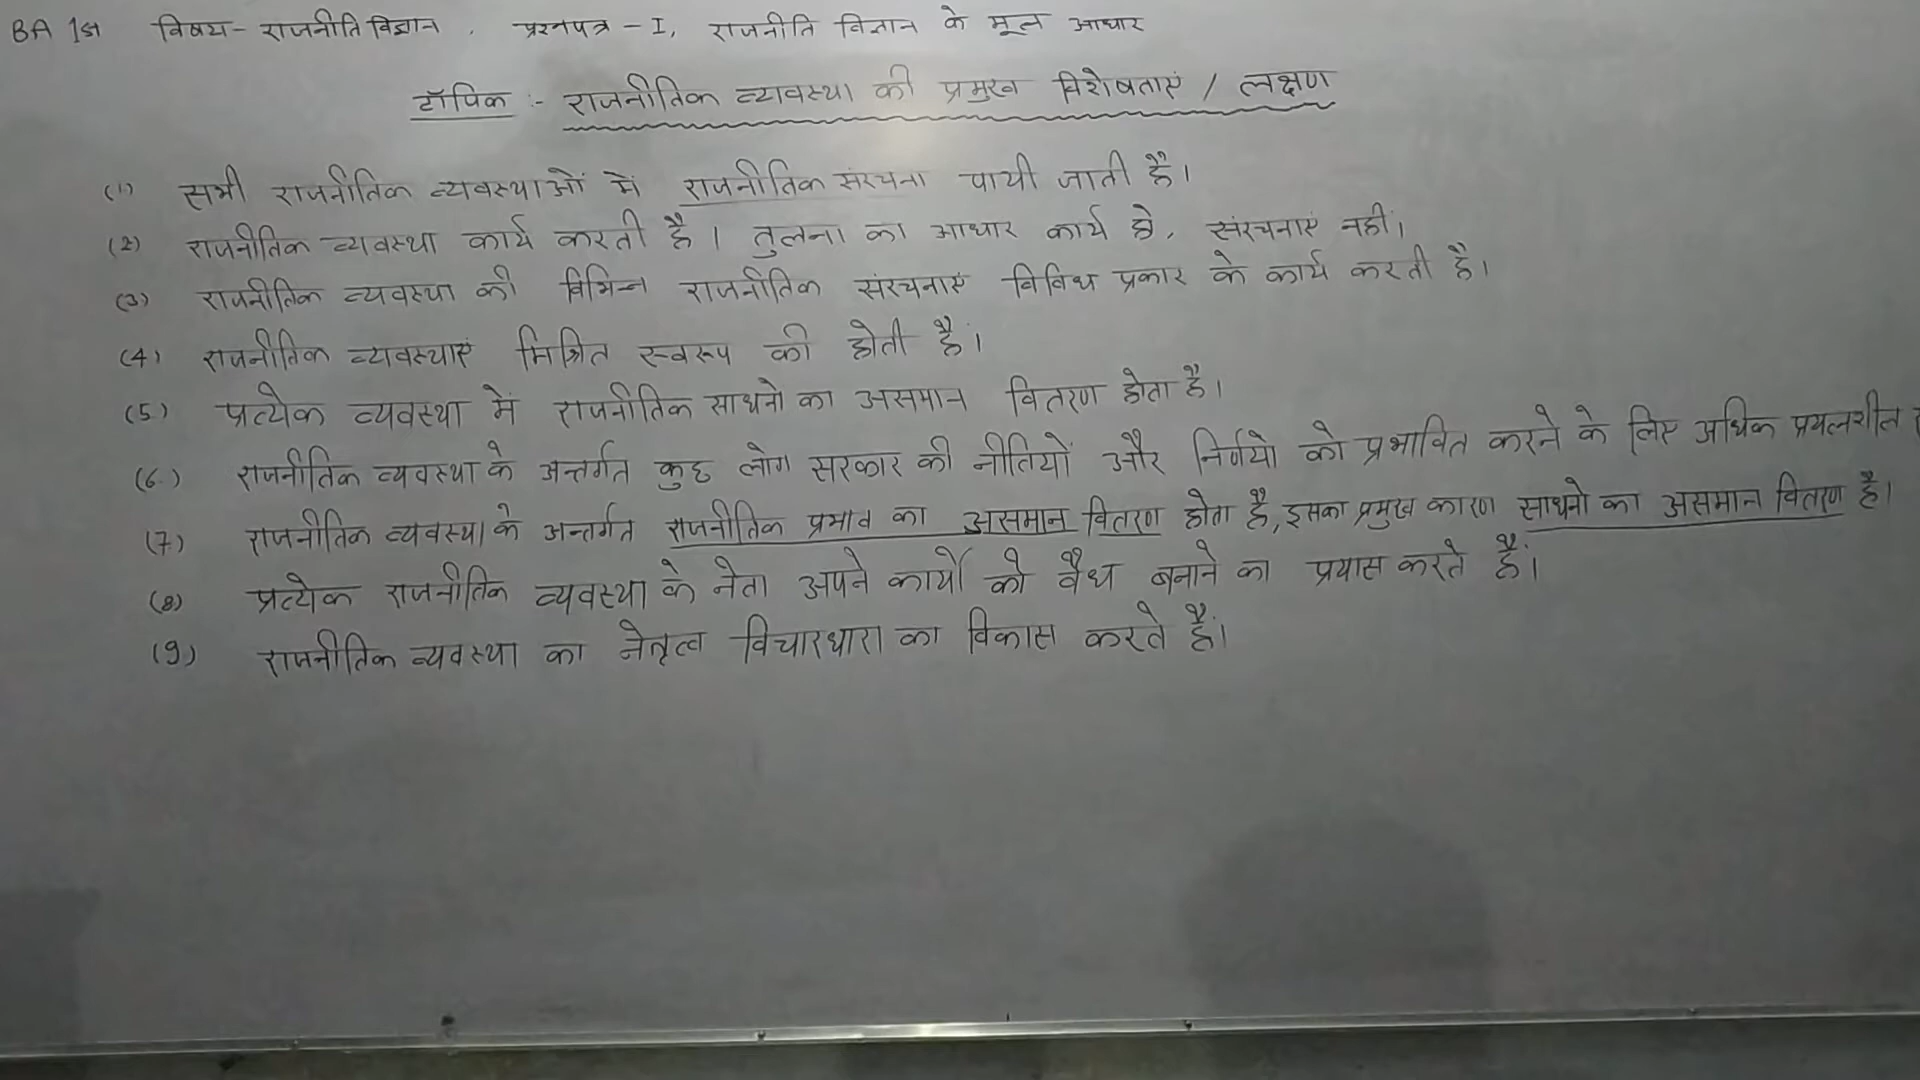 BA 1st विषय - राजनीति विज्ञान, प्रश्नपत्र - I, राजनीति विज्ञान के मूल आधार
टॉपिक :- राजनीतिक व्यवस्था की प्रमुख विशेषताएं / लक्षण
(1) सभी राजनीतिक व्यवस्थाओं में राजनीतिक संरचना पायी जाती है।
(2) राजनीतिक व्यवस्था कार्य करती है। तुलना का आधार कार्य हो, संरचनाएं नहीं।
(3) राजनीतिक व्यवस्था की विभिन्न राजनीतिक संरचनाएं विविध प्रकार के कार्य करती है।
(4) राजनीतिक व्यवस्थाएं मिश्रित स्वरूप की होती है।
(5) प्रत्येक व्यवस्था में राजनीतिक साधनो का असमान वितरण होता है।
(6.) राजनीतिक व्यवस्था के अन्तर्गत कुछ लोग सरकार की नीतियों और निर्णयो को प्रभावित करने के लिए अधिक प्रयत्नशील
(7) राजनीतिक व्यवस्था के अन्तर्गत राजनीतिक प्रभाव का असमान वितरण होता है, इसका प्रमुख कारण साधनो का असमान वितरण है।
(8) प्रत्येक राजनीतिक व्यवस्था के नेता अपने कार्यो को वैध बनाने का प्रयास करते हैं।
(9) राजनीतिक व्यवस्था का नेतृत्व विचारधारा का विकास करते हैं।